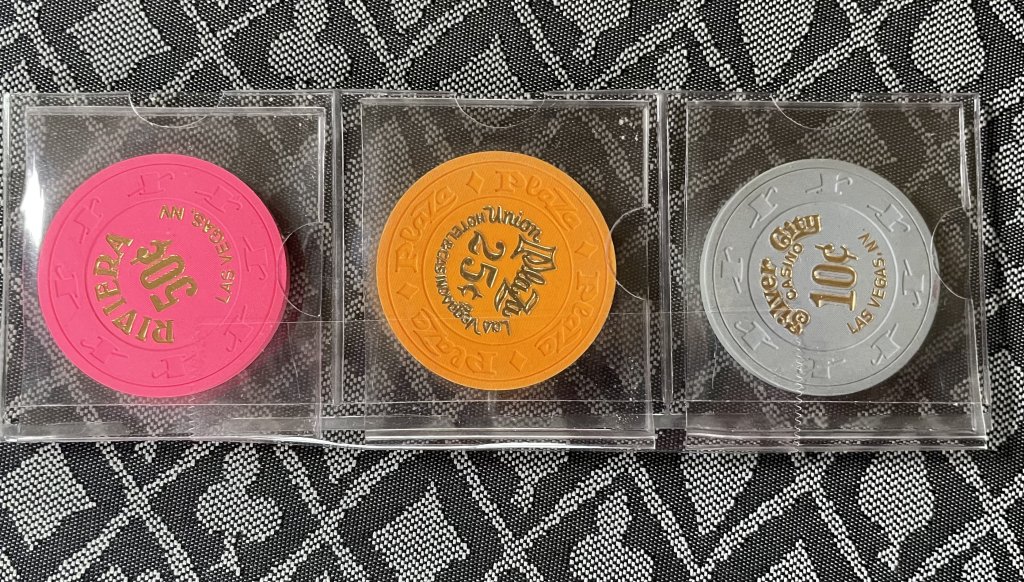 RIVIERA
50¢
LAS VEGAS, NV
Plaza
Plaza
Plaza
Plaza
Union
Plaza
HOTEL & CASINO
25¢
Las Vegas
Silver City
CASINO
10¢
LAS VEGAS, NV